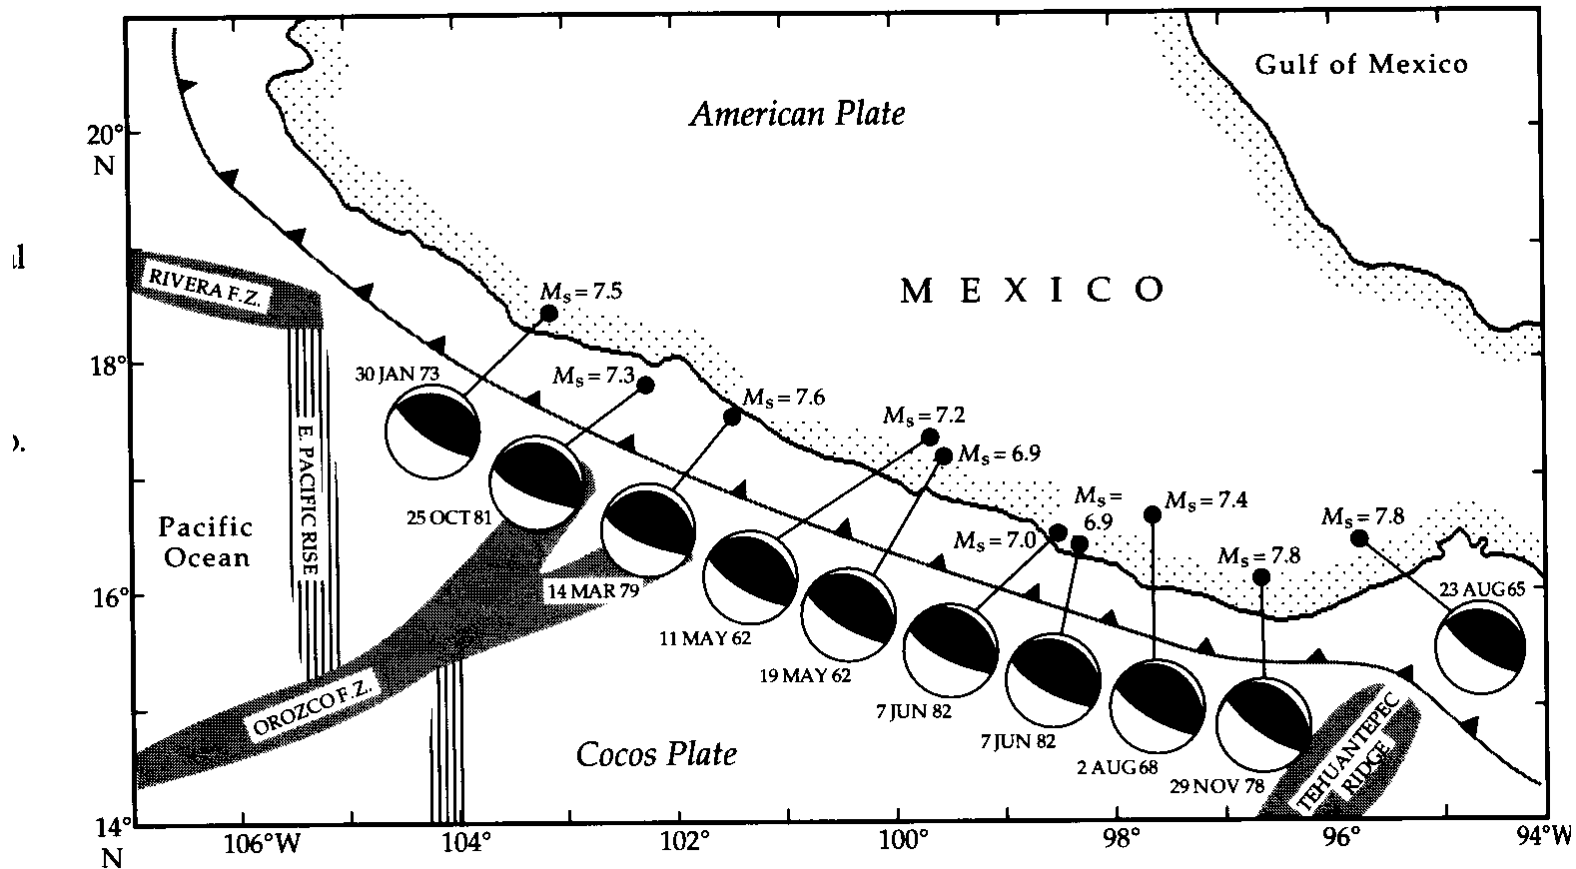 Gulf of Mexico
American Plate
20°
N
al
MEXICO
RIVERA F.Z.
Ms = 7.5
18°
30 JAN 73
Ms = 7.3
Ms = 7.6
Ms = 7.2
Ms = 6.9
o.
E. PACIFIC RISE
Pacific
Ocean
25 OCT 81
Ms =
6.9
Ms = 7.4
Ms = 7.0
Ms = 7.8
Ms = 7.8
16°
14 MAR 79
23 AUG 65
11 MAY 62
19 MAY 62
7 JUN 82
7 JUN 82
2 AUG 68
29 NOV 78
OROZCO F.Z.
Cocos Plate
TEHUANTEPEC
RIDGE
14°
N
106°W
104°
102°
100°
98°
96°
94°W